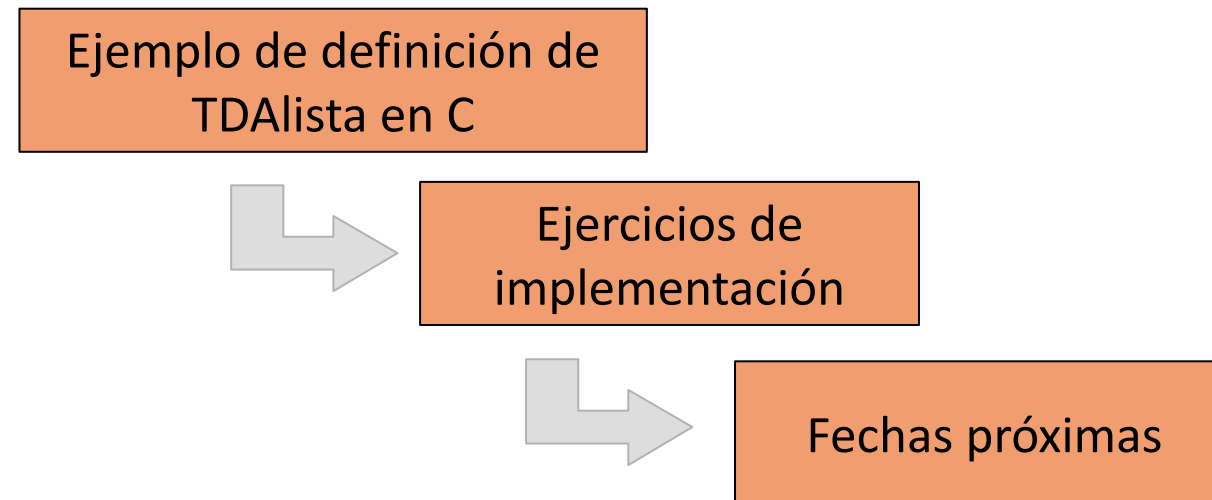 Ejemplo de definición de
TDAlista en C
Ejercicios de
implementación
Fechas próximas